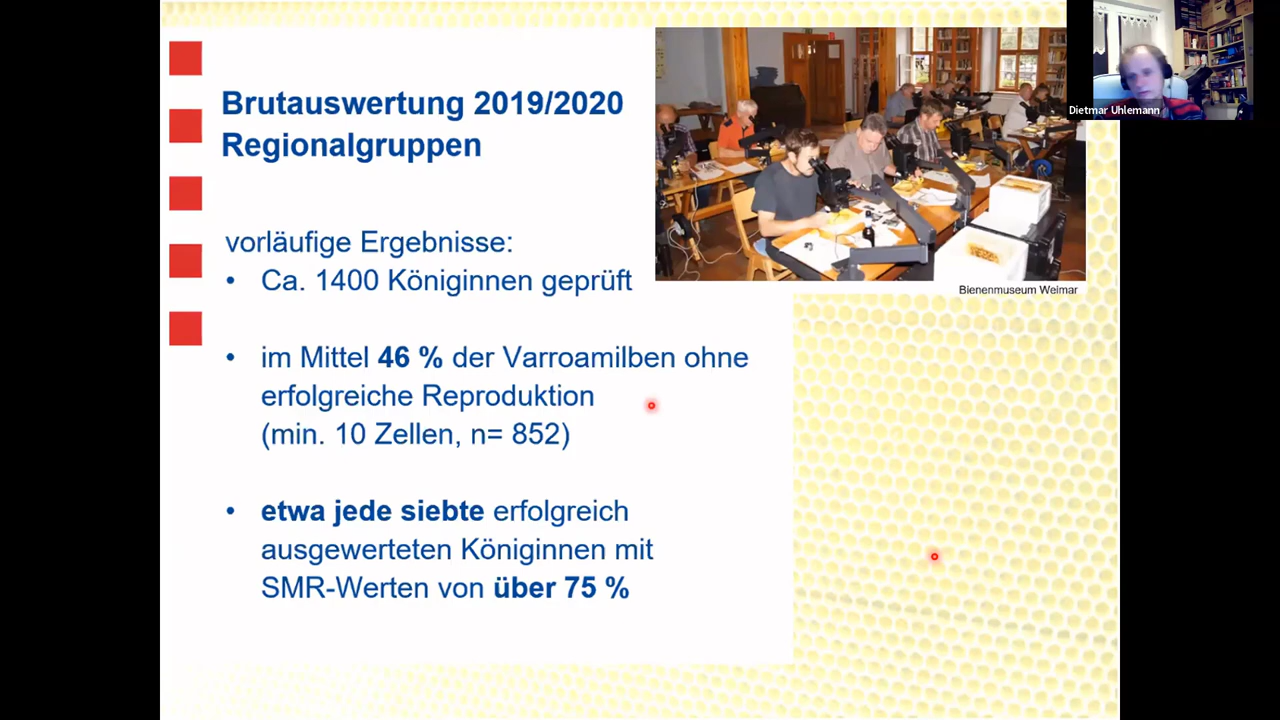 Brutauswertung 2019/2020
Regionalgruppen
vorläufige Ergebnisse:
• Ca. 1400 Königinnen geprüft
• im Mittel 46 % der Varroamilben ohne
erfolgreiche Reproduktion
(min. 10 Zellen, n= 852)
• etwa jede siebte erfolgreich
ausgewerteten Königinnen mit
SMR-Werten von über 75 %
Bienenmuseum Weimar
Dietmar Uhlemann